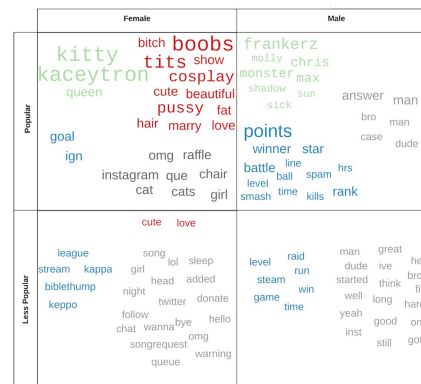 Female Male
Popular
kitty
kaceytron
queen
bitch boobs
tits show
cosplay
cute beautiful
pussy fat
hair marry love
goal
ign
omg raffle
instagram que chair
cat cats girl
frankerz
molly chris
monster max
shadow sun
sick
answer man
bro man
case dude
points
winner star
battle line hrs
level ball spam
smash time kills rank
Less Popular
cute love
league
stream kappa
biblethump
keppo
song lol sleep
girl head added
night twitter donate
follow hello
chat wanna bye
songrequest omg
queue warning
level raid
steam run
game win
time
man great
dude ive he
started think
well long
yeah good
inst still